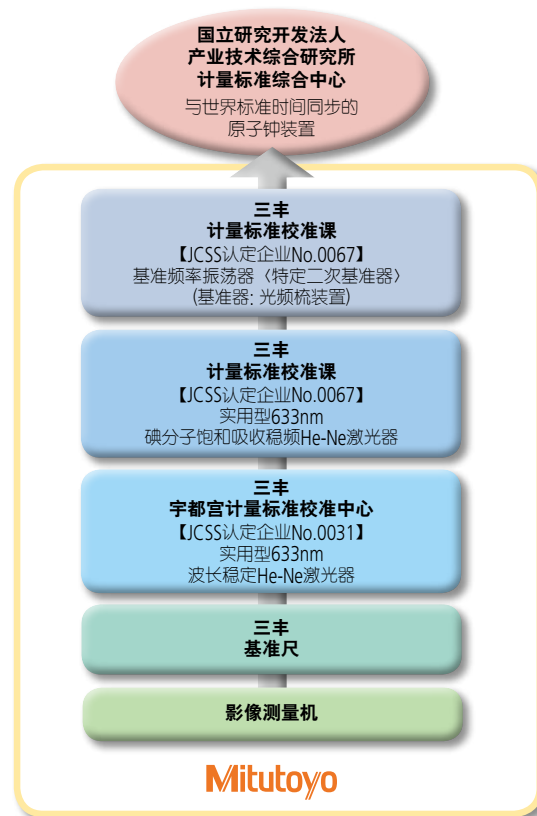 国立研究开发法人
产业技术综合研究所
计量标准综合中心
与世界标准时间同步的
原子钟装置
三丰
计量标准校准课
【JCSS认定企业No.0067】
基准频率振荡器〈特定二次基准器〉
(基准器: 光频梳装置)
三丰
计量标准校准课
【JCSS认定企业No.0067】
实用型633nm
碘分子饱和吸收稳频He-Ne激光器
三丰
宇都宫计量标准校准中心
【JCSS认定企业No.0031】
实用型633nm
波长稳定He-Ne激光器
三丰
基准尺
影像测量机
Mitutoyo